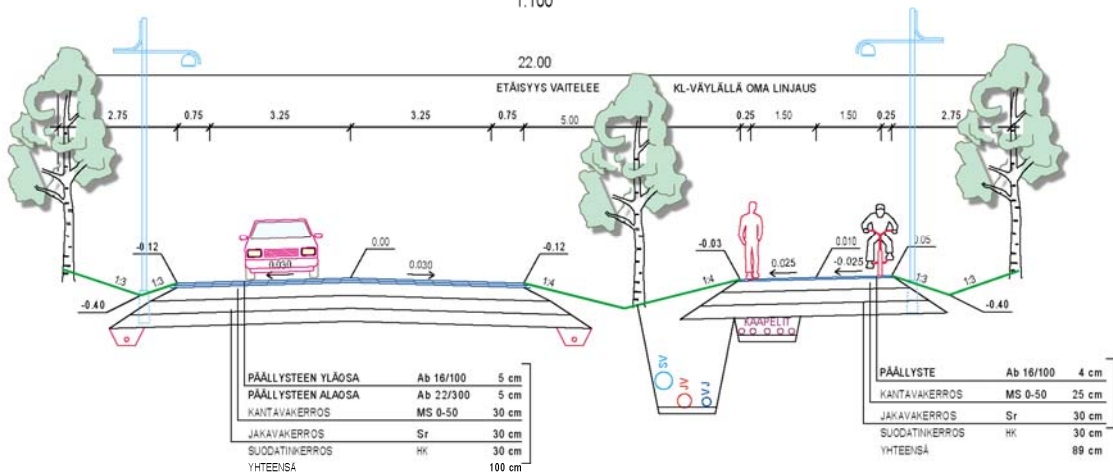 1:100
22.00
ETÄISYYS VAITELEE KL-VÄYLÄLLÄ OMA LINJAUS
2.75 0.75 3.25 3.25 0.75 5.00 0.25 1.50 1.50 0.25 2.75
-0.12 0.00 -0.12 -0.03 0.010 0.05
0.030 0.030 0.025 -0.025
1:3 1:3 1:4 1:4 1:3 1:3
-0.40 -0.40
KAAPELIT
SV
JV
VJ
PÄÄLLYSTEEN YLÄOSA Ab 16/100 5 cm
PÄÄLLYSTEEN ALAOSA Ab 22/300 5 cm
KANTAVAKERROS MS 0-50 30 cm
JAKAVAKERROS Sr 30 cm
SUODATINKERROS HK 30 cm
YHTEENSÄ 100 cm
PÄÄLLYSTE Ab 16/100 4 cm
KANTAVAKERROS MS 0-50 25 cm
JAKAVAKERROS Sr 30 cm
SUODATINKERROS HK 30 cm
YHTEENSÄ 89 cm